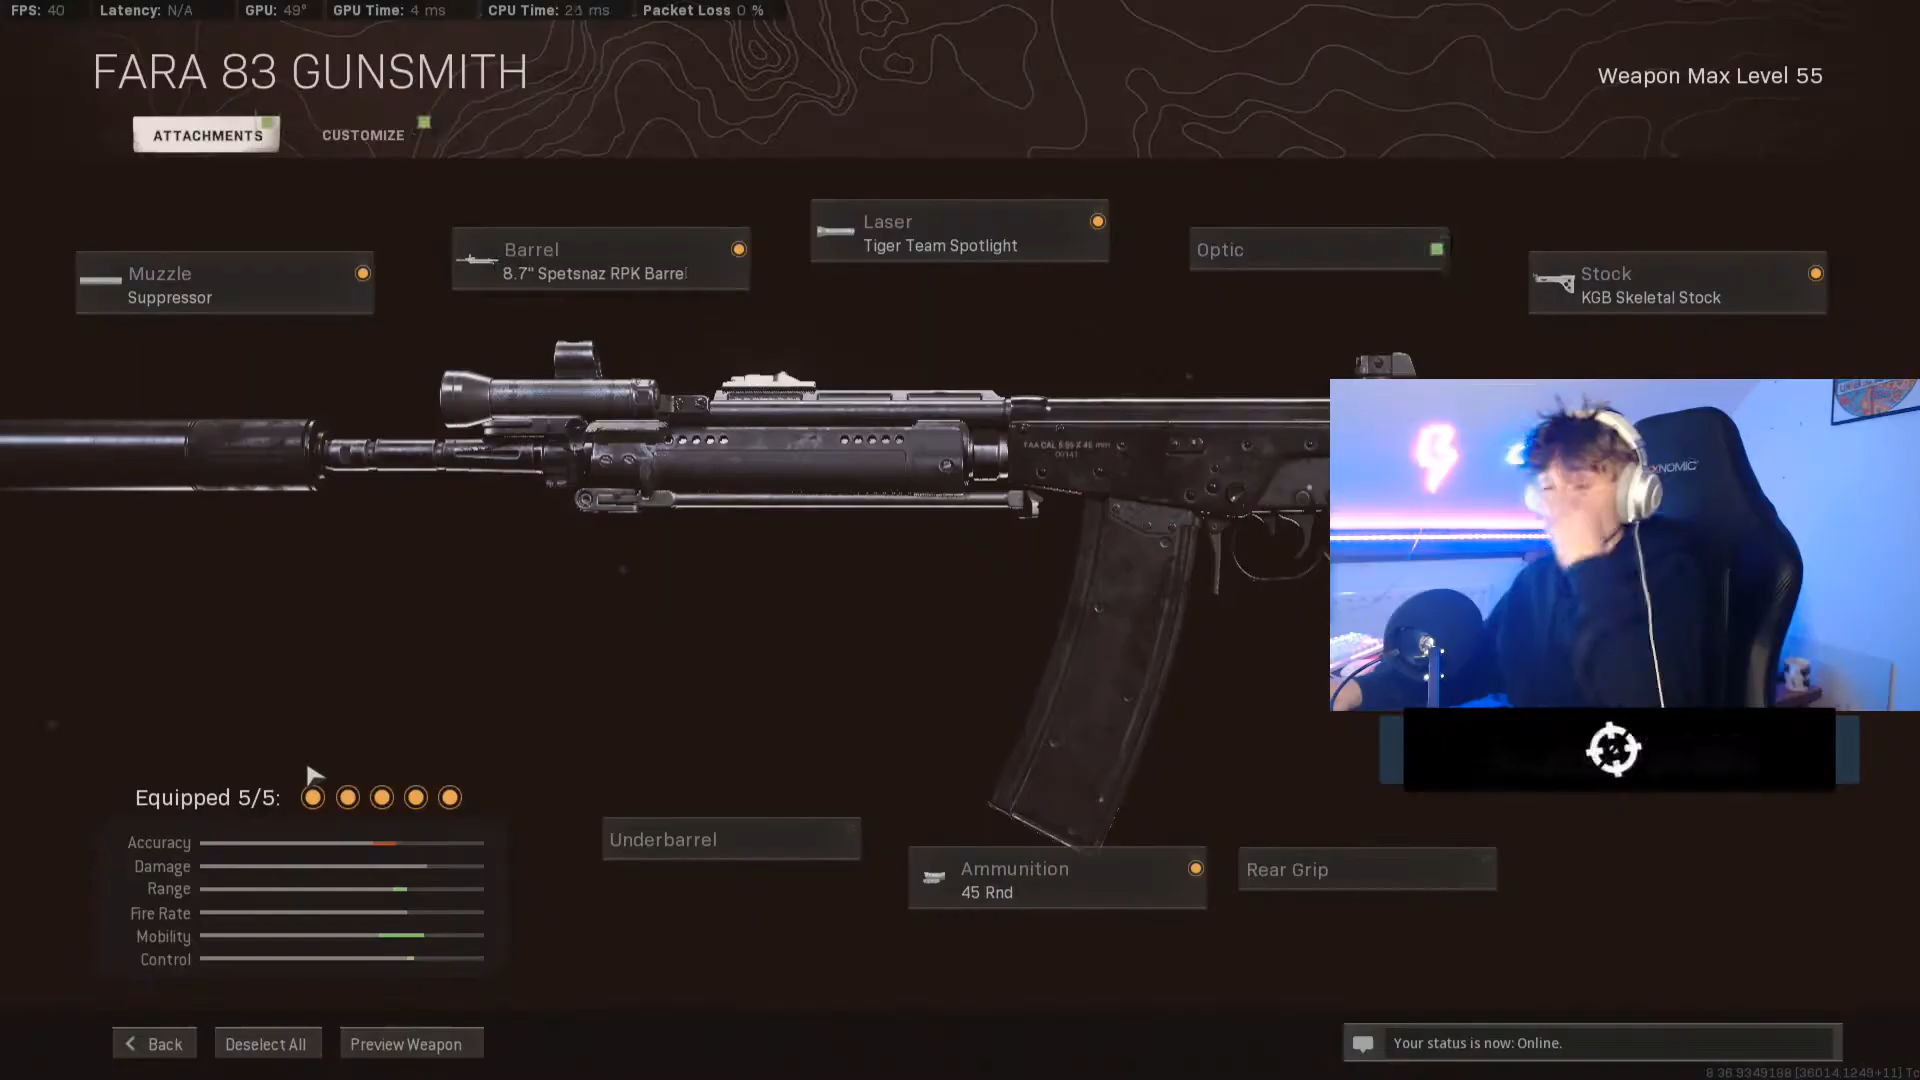 FPS: 40 Latency: N/A GPU: 49° GPU Time: 4 ms CPU Time: ms Packet Loss 0 %
FARA 83 GUNSMITH
Weapon Max Level 55
ATTACHMENTS CUSTOMIZE
Laser
Tiger Team Spotlight
Barrel
8.7" Spetsnaz RPK Barrel
Optic
Muzzle
Suppressor
Stock
KGB Skeletal Stock
Equipped 5/5:
Accuracy
Damage
Range
Fire Rate
Mobility
Control
Underbarrel
Ammunition
45 Rnd
Rear Grip
Back Deselect All Preview Weapon
Your status is now: Online.